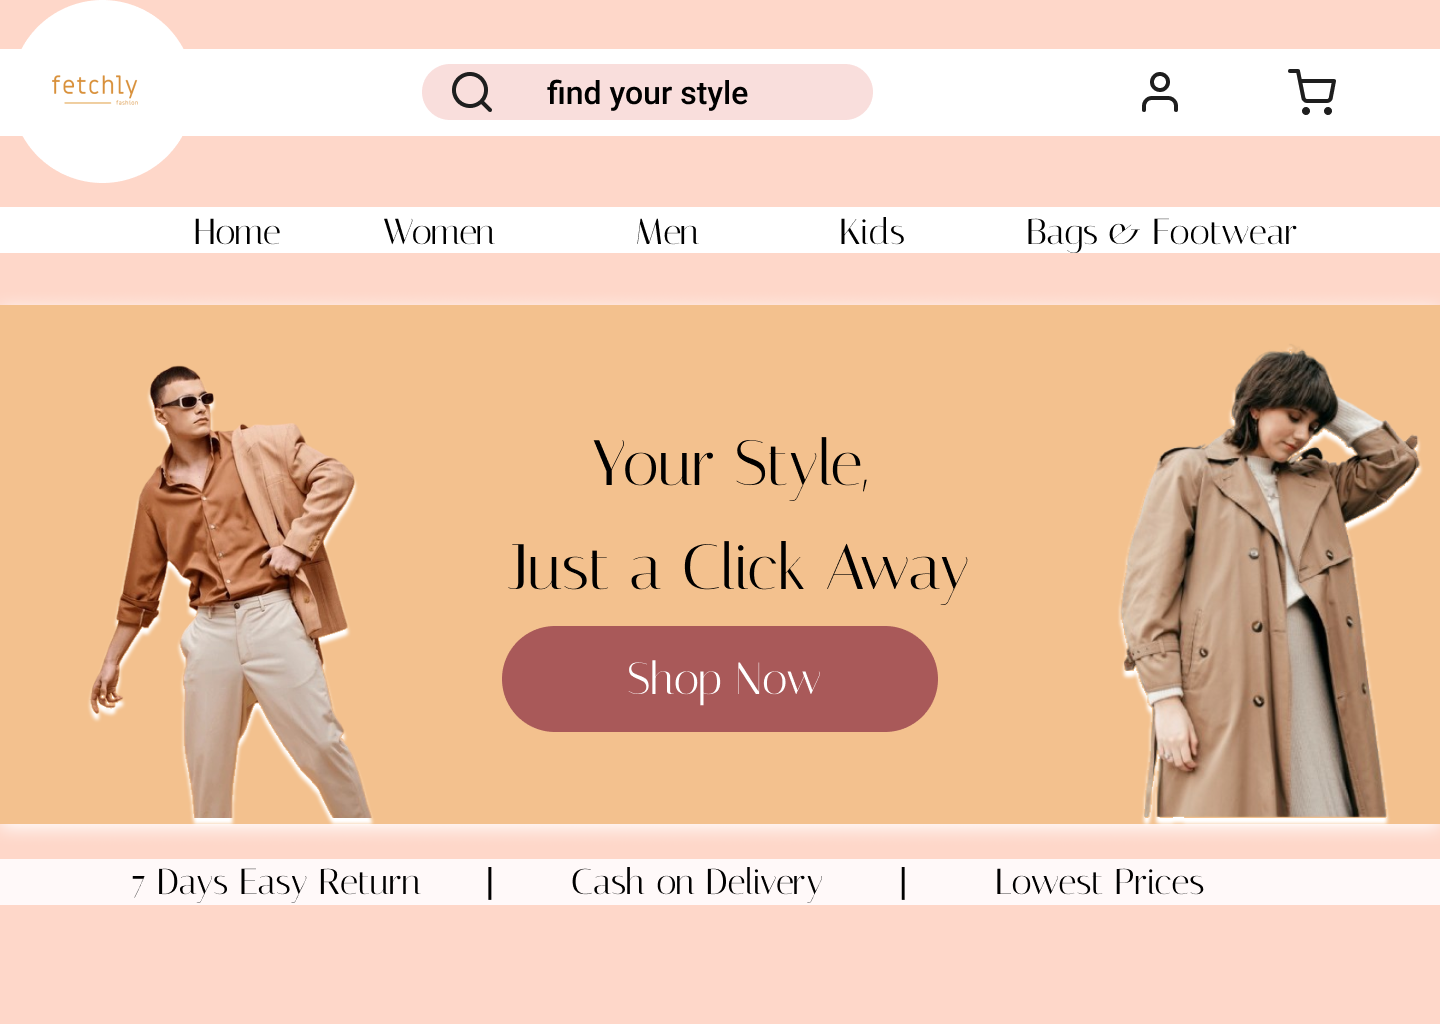 fetchly
fashion
find your style
Home Women Men Kids Bags & Footwear
Your Style,
Just a Click Away
Shop Now
7 Days Easy Return | Cash on Delivery | Lowest Prices